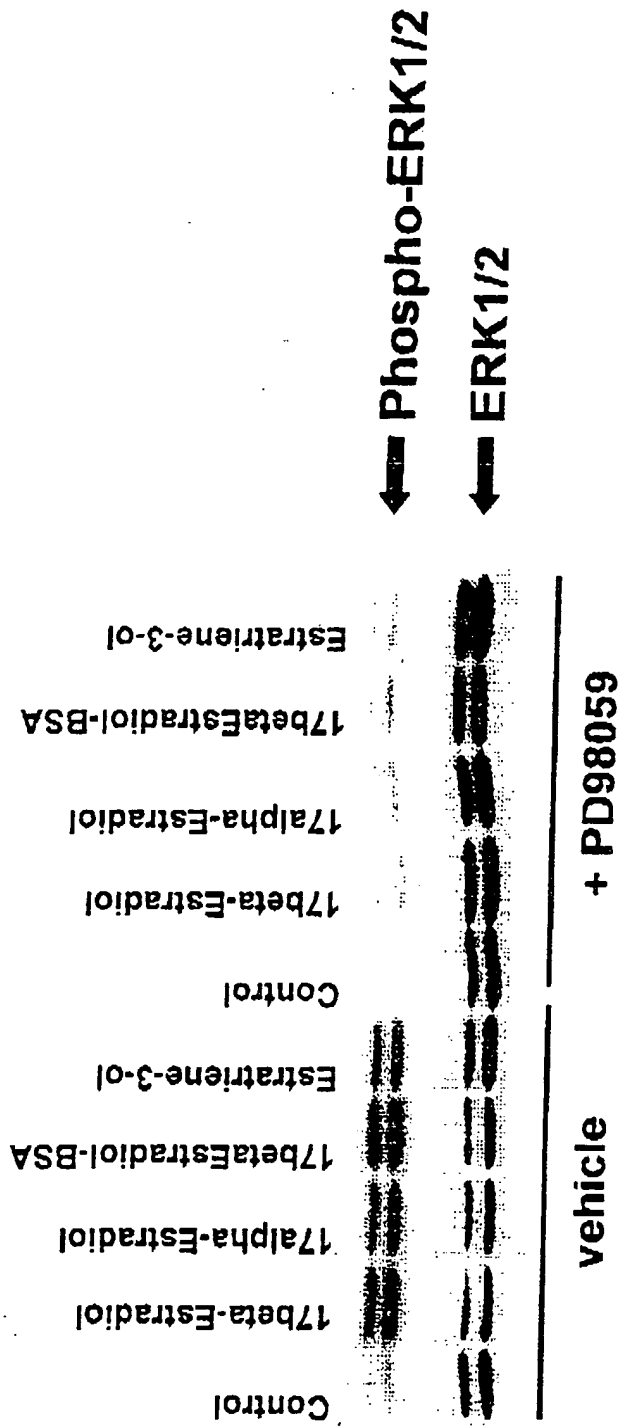 Control
17beta-Estradiol
17alpha-Estradiol
17betaEstradiol-BSA
Estratriene-3-ol
Control
17beta-Estradiol
17alpha-Estradiol
17betaEstradiol-BSA
Estratriene-3-ol
Phospho-ERK1/2
ERK1/2
vehicle
+ PD98059